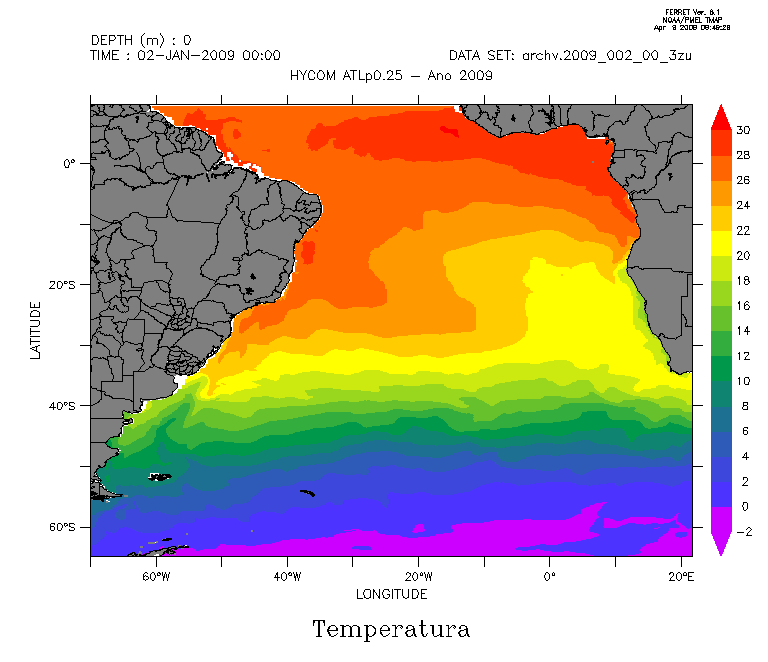 FERRET Ver. 6.1
NOAA/PMEL TMAP
Apr 9 2009 09:49:28
DEPTH (m) : 0
TIME : 02-JAN-2009 00:00
DATA SET: archv.2009_002_00_3zu
HYCOM ATLp0.25 - Ano 2009
0°
20°S
40°S
60°S
LATITUDE
60°W
40°W
20°W
0°
20°E
LONGITUDE
30
28
26
24
22
20
18
16
14
12
10
8
6
4
2
0
-2
Temperatura